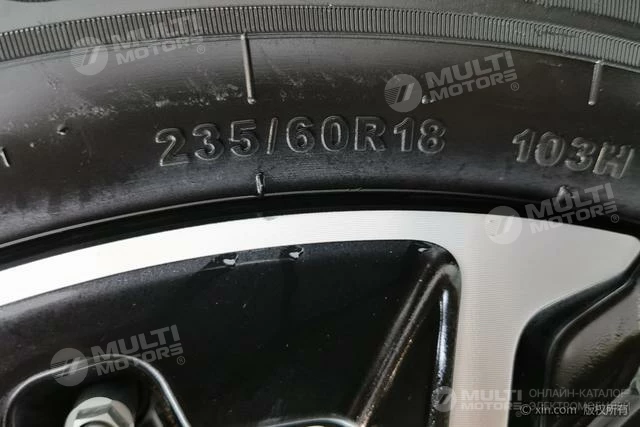 MULTI
MOTORS
MULTI
MOTORS
235/60R18 103H
MULTI
MOTORS
MULTI
MOTORS
MULTI
MOTORS
ОНЛАЙН-КАТАЛОГ
ЭЛЕКТРОМОБИЛЕЙ
© xin.com 版权所有